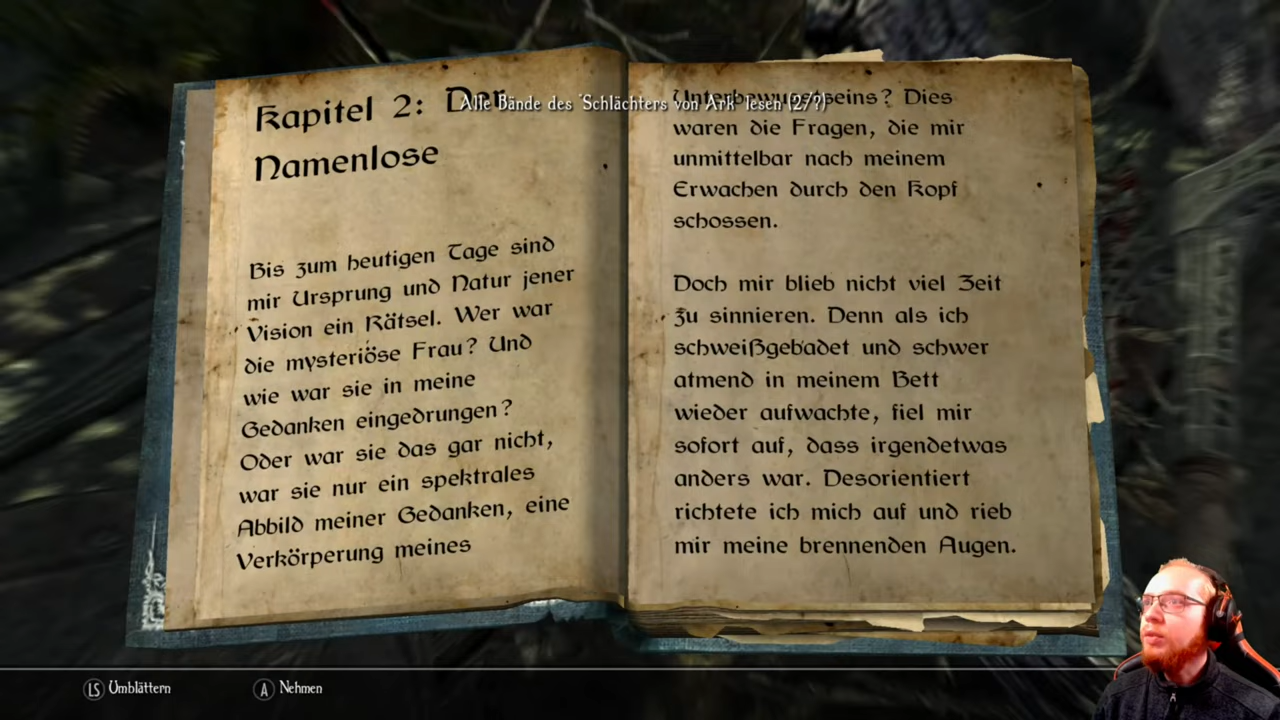 Kapitel 2: Der
Namenlose
Alle Bände des "Schlächters von Ark" lesen (2/?)
Bis zum heutigen Tage sind
mir Ursprung und Natur jener
Vision ein Rätsel. Wer war
die mysteriöse Frau? Und
wie war sie in meine
Gedanken eingedrungen?
Oder war sie das gar nicht,
war sie nur ein spektrales
Abbild meiner Gedanken, eine
Verkörperung meines
Unterbewusstseins? Dies
waren die Fragen, die mir
unmittelbar nach meinem
Erwachen durch den Kopf
schossen.
Doch mir blieb nicht viel Zeit
zu sinnieren. Denn als ich
schweißgebadet und schwer
atmend in meinem Bett
wieder aufwachte, fiel mir
sofort auf, dass irgendetwas
anders war. Desorientiert
richtete ich mich auf und rieb
mir meine brennenden Augen.
LS Umblättern
A Nehmen